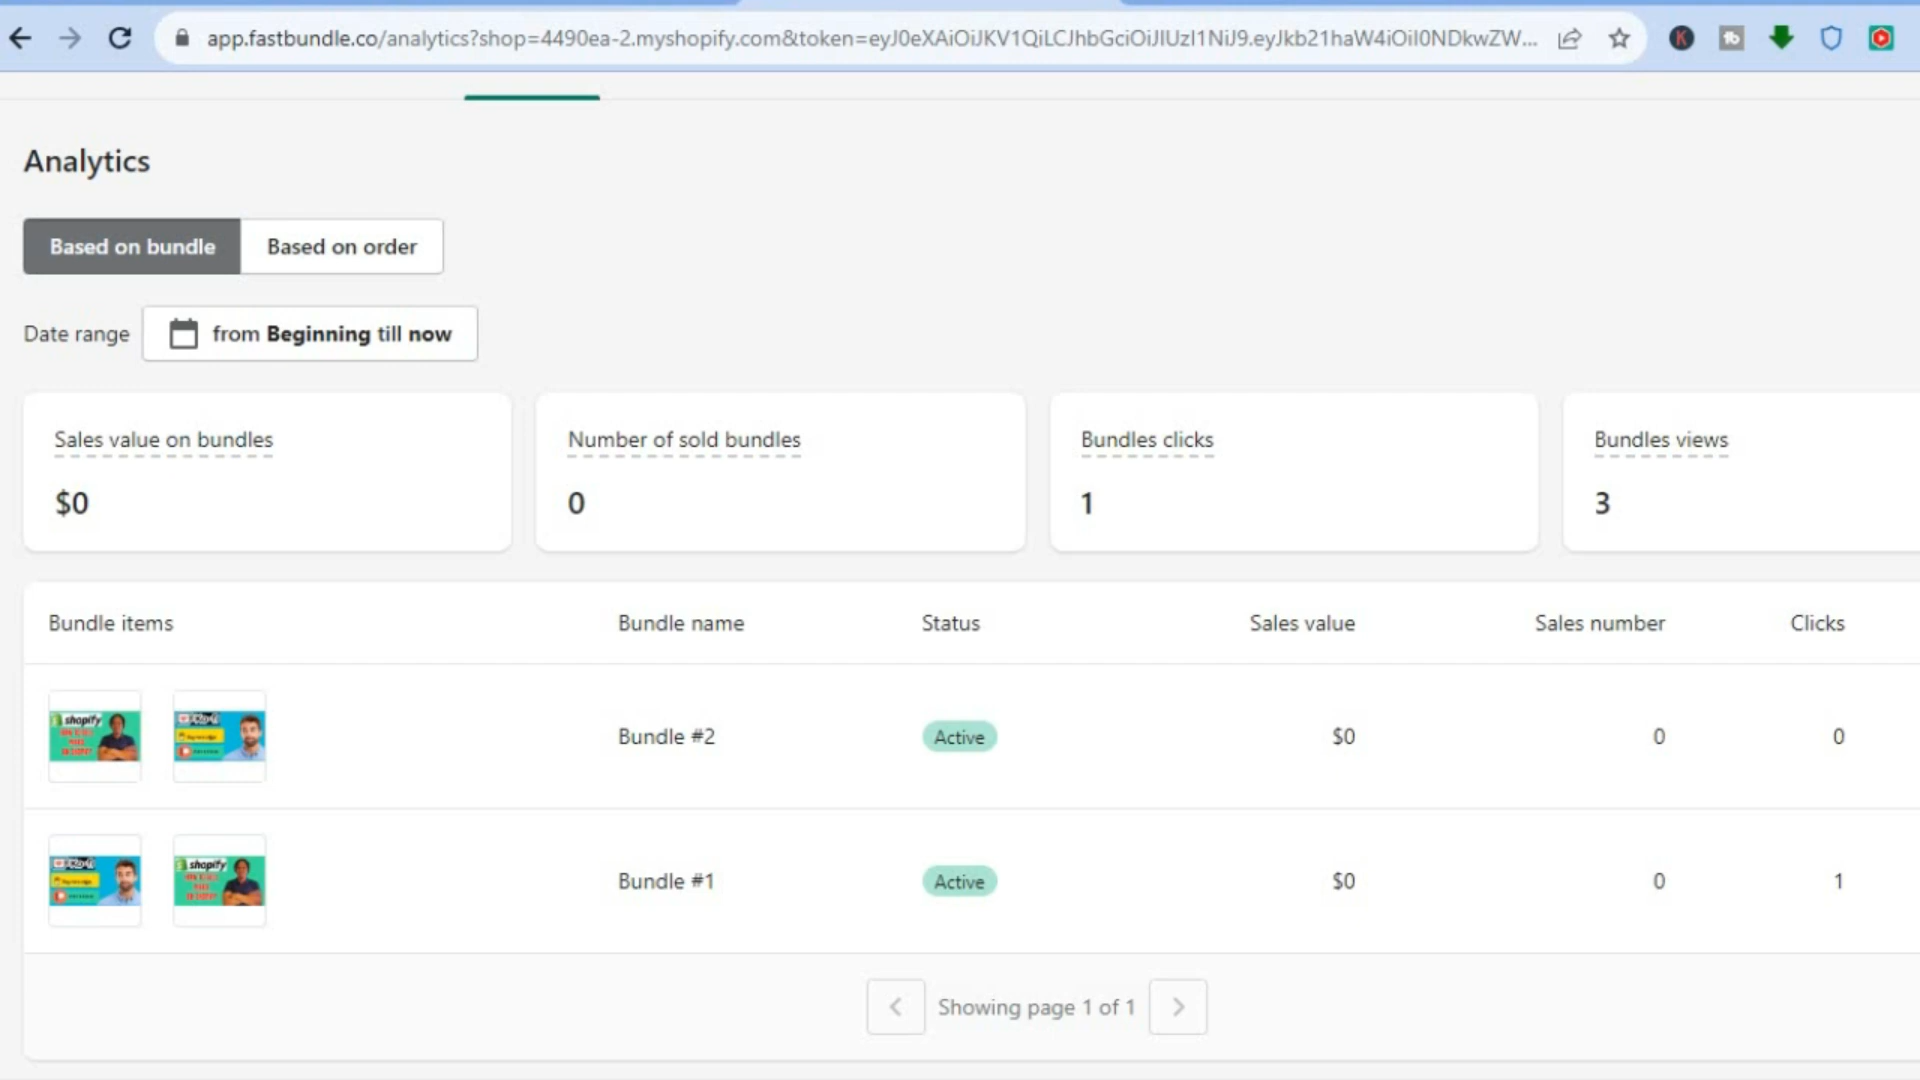 app.fastbundle.co/analytics?shop=4490ea-2.myshopify.com&token=eyJ0eXAiOiJKV1QiLCJhbGciOiJIUzI1NiJ9.eyJkb21haW4iOiI0NDkwZW...
Analytics
Based on bundle Based on order
Date range from Beginning till now
Sales value on bundles Number of sold bundles Bundles clicks Bundles views
$0 0 1 3
Bundle items Bundle name Status Sales value Sales number Clicks
shopify
Bundle #2 Active $0 0 0
shopify
Bundle #1 Active $0 0 1
Showing page 1 of 1